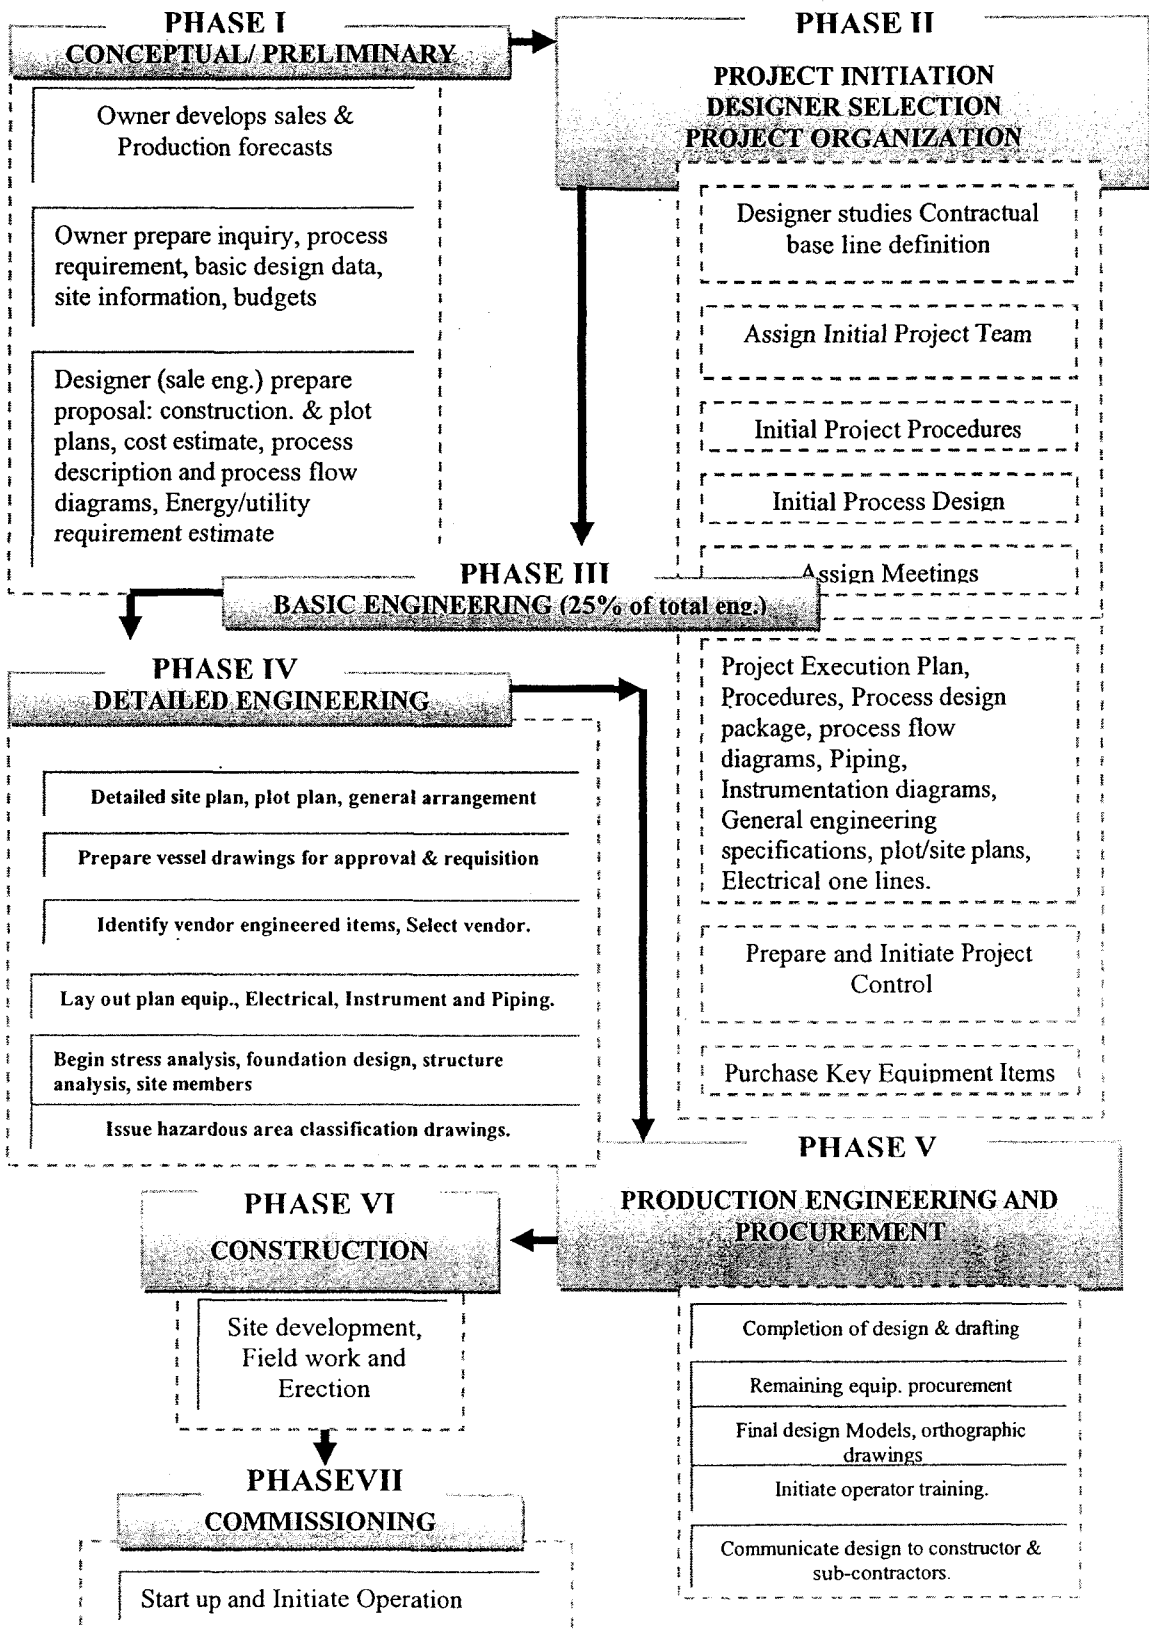 PHASE I
CONCEPTUAL/ PRELIMINARY
Owner develops sales &
Production forecasts
Owner prepare inquiry, process
requirement, basic design data,
site information, budgets
Designer (sale eng.) prepare
proposal: construction. & plot
plans, cost estimate, process
description and process flow
diagrams, Energy/utility
requirement estimate
PHASE II
PROJECT INITIATION
DESIGNER SELECTION
PROJECT ORGANIZATION
Designer studies Contractual
base line definition
Assign Initial Project Team
Initial Project Procedures
Initial Process Design
Assign Meetings
PHASE III
BASIC ENGINEERING (25% of total eng.)
Project Execution Plan,
Procedures, Process design
package, process flow
diagrams, Piping,
Instrumentation diagrams,
General engineering
specifications, plot/site plans,
Electrical one lines.
Prepare and Initiate Project
Control
Purchase Key Equipment Items
PHASE IV
DETAILED ENGINEERING
Detailed site plan, plot plan, general arrangement
Prepare vessel drawings for approval & requisition
Identify vendor engineered items, Select vendor.
Lay out plan equip., Electrical, Instrument and Piping.
Begin stress analysis, foundation design, structure
analysis, site members
Issue hazardous area classification drawings.
PHASE V
PRODUCTION ENGINEERING AND
PROCUREMENT
Completion of design & drafting
Remaining equip. procurement
Final design Models, orthographic
drawings
Initiate operator training.
Communicate design to constructor &
sub-contractors.
PHASE VI
CONSTRUCTION
Site development,
Field work and
Erection
PHASEVII
COMMISSIONING
Start up and Initiate Operation